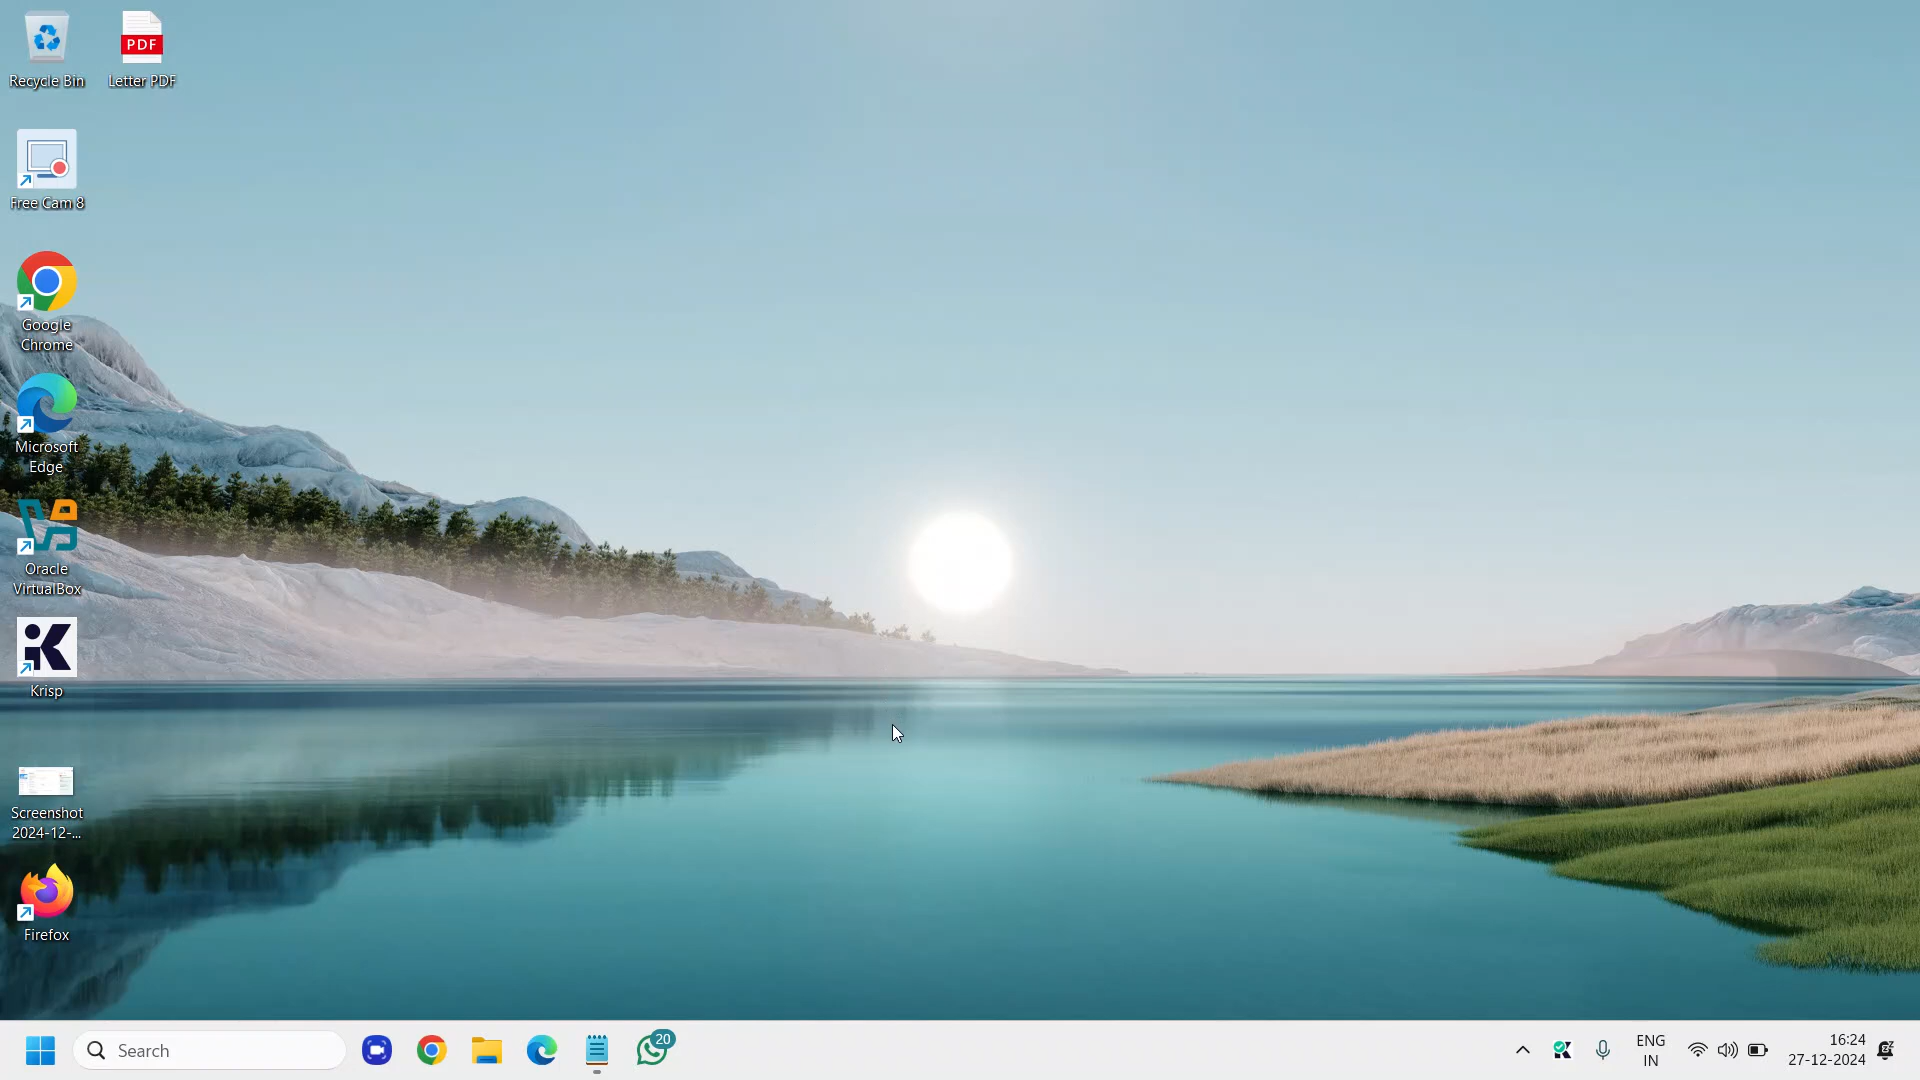 Recycle Bin
PDF
Letter PDF
Free Cam 8
Google
Chrome
Microsoft
Edge
Oracle
VirtualBox
Krisp
Screenshot
2024-12-...
Firefox
Search
20
ENG
IN
16:24
27-12-2024